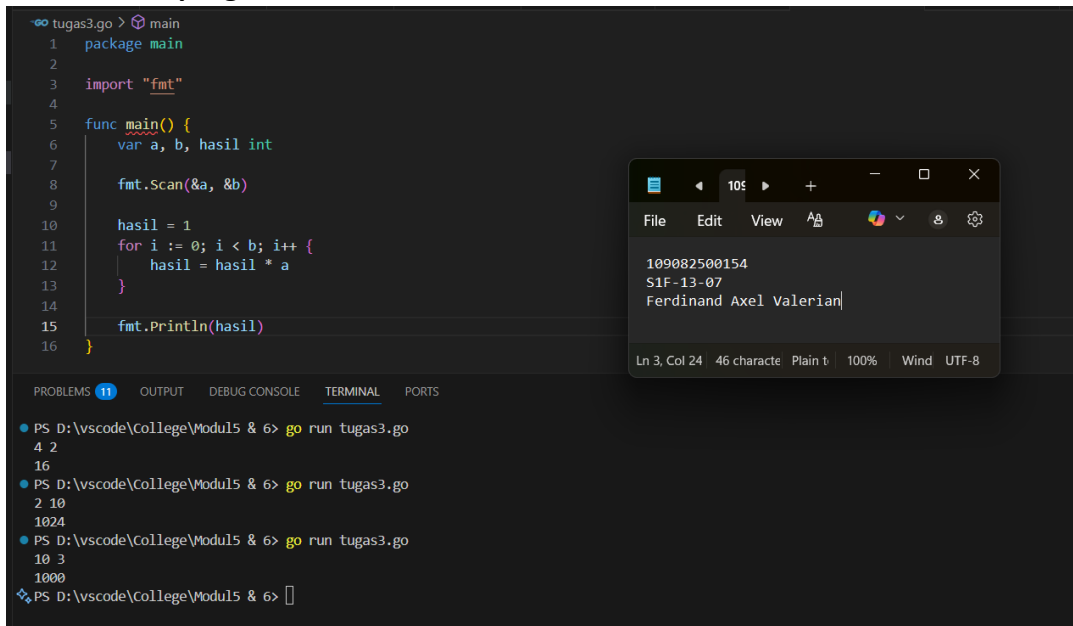 tugas3.go > main
1 package main
2
3 import "fmt"
4
5 func main() {
6 var a, b, hasil int
7
8 fmt.Scan(&a, &b)
9
10 hasil = 1
11 for i := 0; i < b; i++ {
12 hasil = hasil * a
13 }
14
15 fmt.Println(hasil)
16 }
109
File Edit View
109082500154
S1F-13-07
Ferdinand Axel Valerian
Ln 3, Col 24 46 characte Plain t 100% Wind UTF-8
PROBLEMS 11 OUTPUT DEBUG CONSOLE TERMINAL PORTS
PS D:\vscode\College\Modul5 & 6> go run tugas3.go
4 2
16
PS D:\vscode\College\Modul5 & 6> go run tugas3.go
2 10
1024
PS D:\vscode\College\Modul5 & 6> go run tugas3.go
10 3
1000
PS D:\vscode\College\Modul5 & 6>